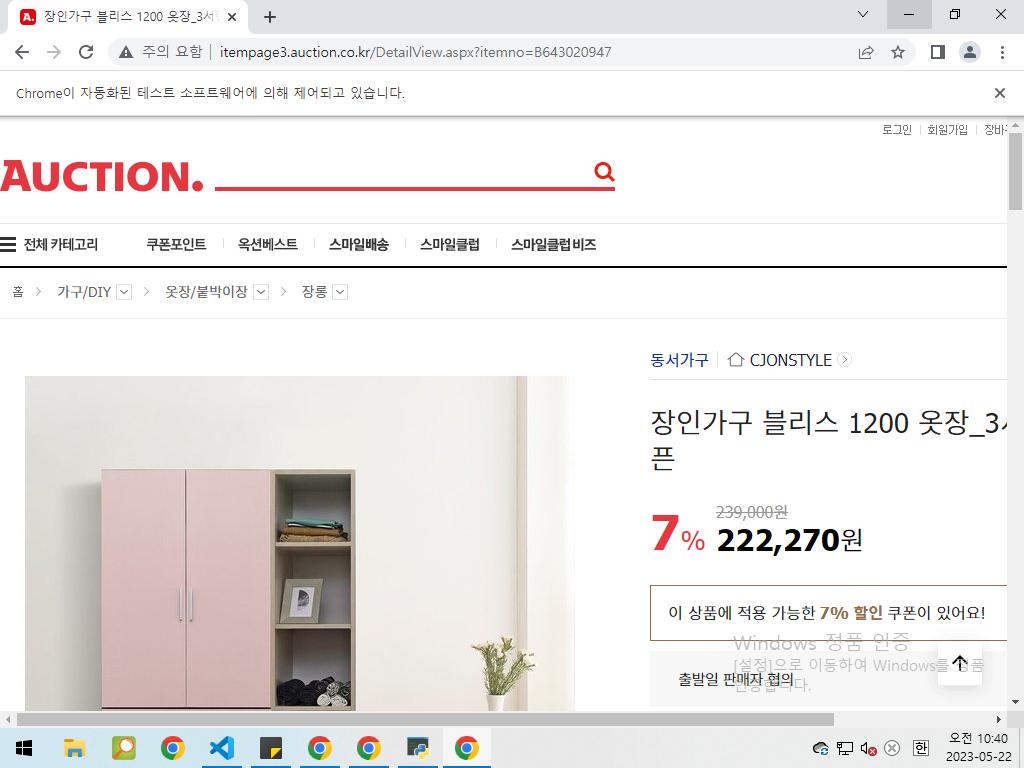 장인가구 블리스 1200 옷장_3서
주의 요함 itempage3.auction.co.kr/DetailView.aspx?itemno=B643020947
Chrome이 자동화된 테스트 소프트웨어에 의해 제어되고 있습니다.
로그인 회원가입 장바
AUCTION.
전체 카테고리 쿠폰포인트 옥션베스트 스마일배송 스마일클럽 스마일클럽 비즈
홈 가구/DIY 옷장/붙박이장 장롱
동서가구 CJONSTYLE
장인가구 블리스 1200 옷장_3
픈
239,000원
7% 222,270원
이 상품에 적용 가능한 7% 할인 쿠폰이 있어요!
Windows 정품 인증
[설정]으로 이동하여 Windows를 정품
인증합니다.
출발일 판매자 협의
한
오전 10:40
2023-05-22